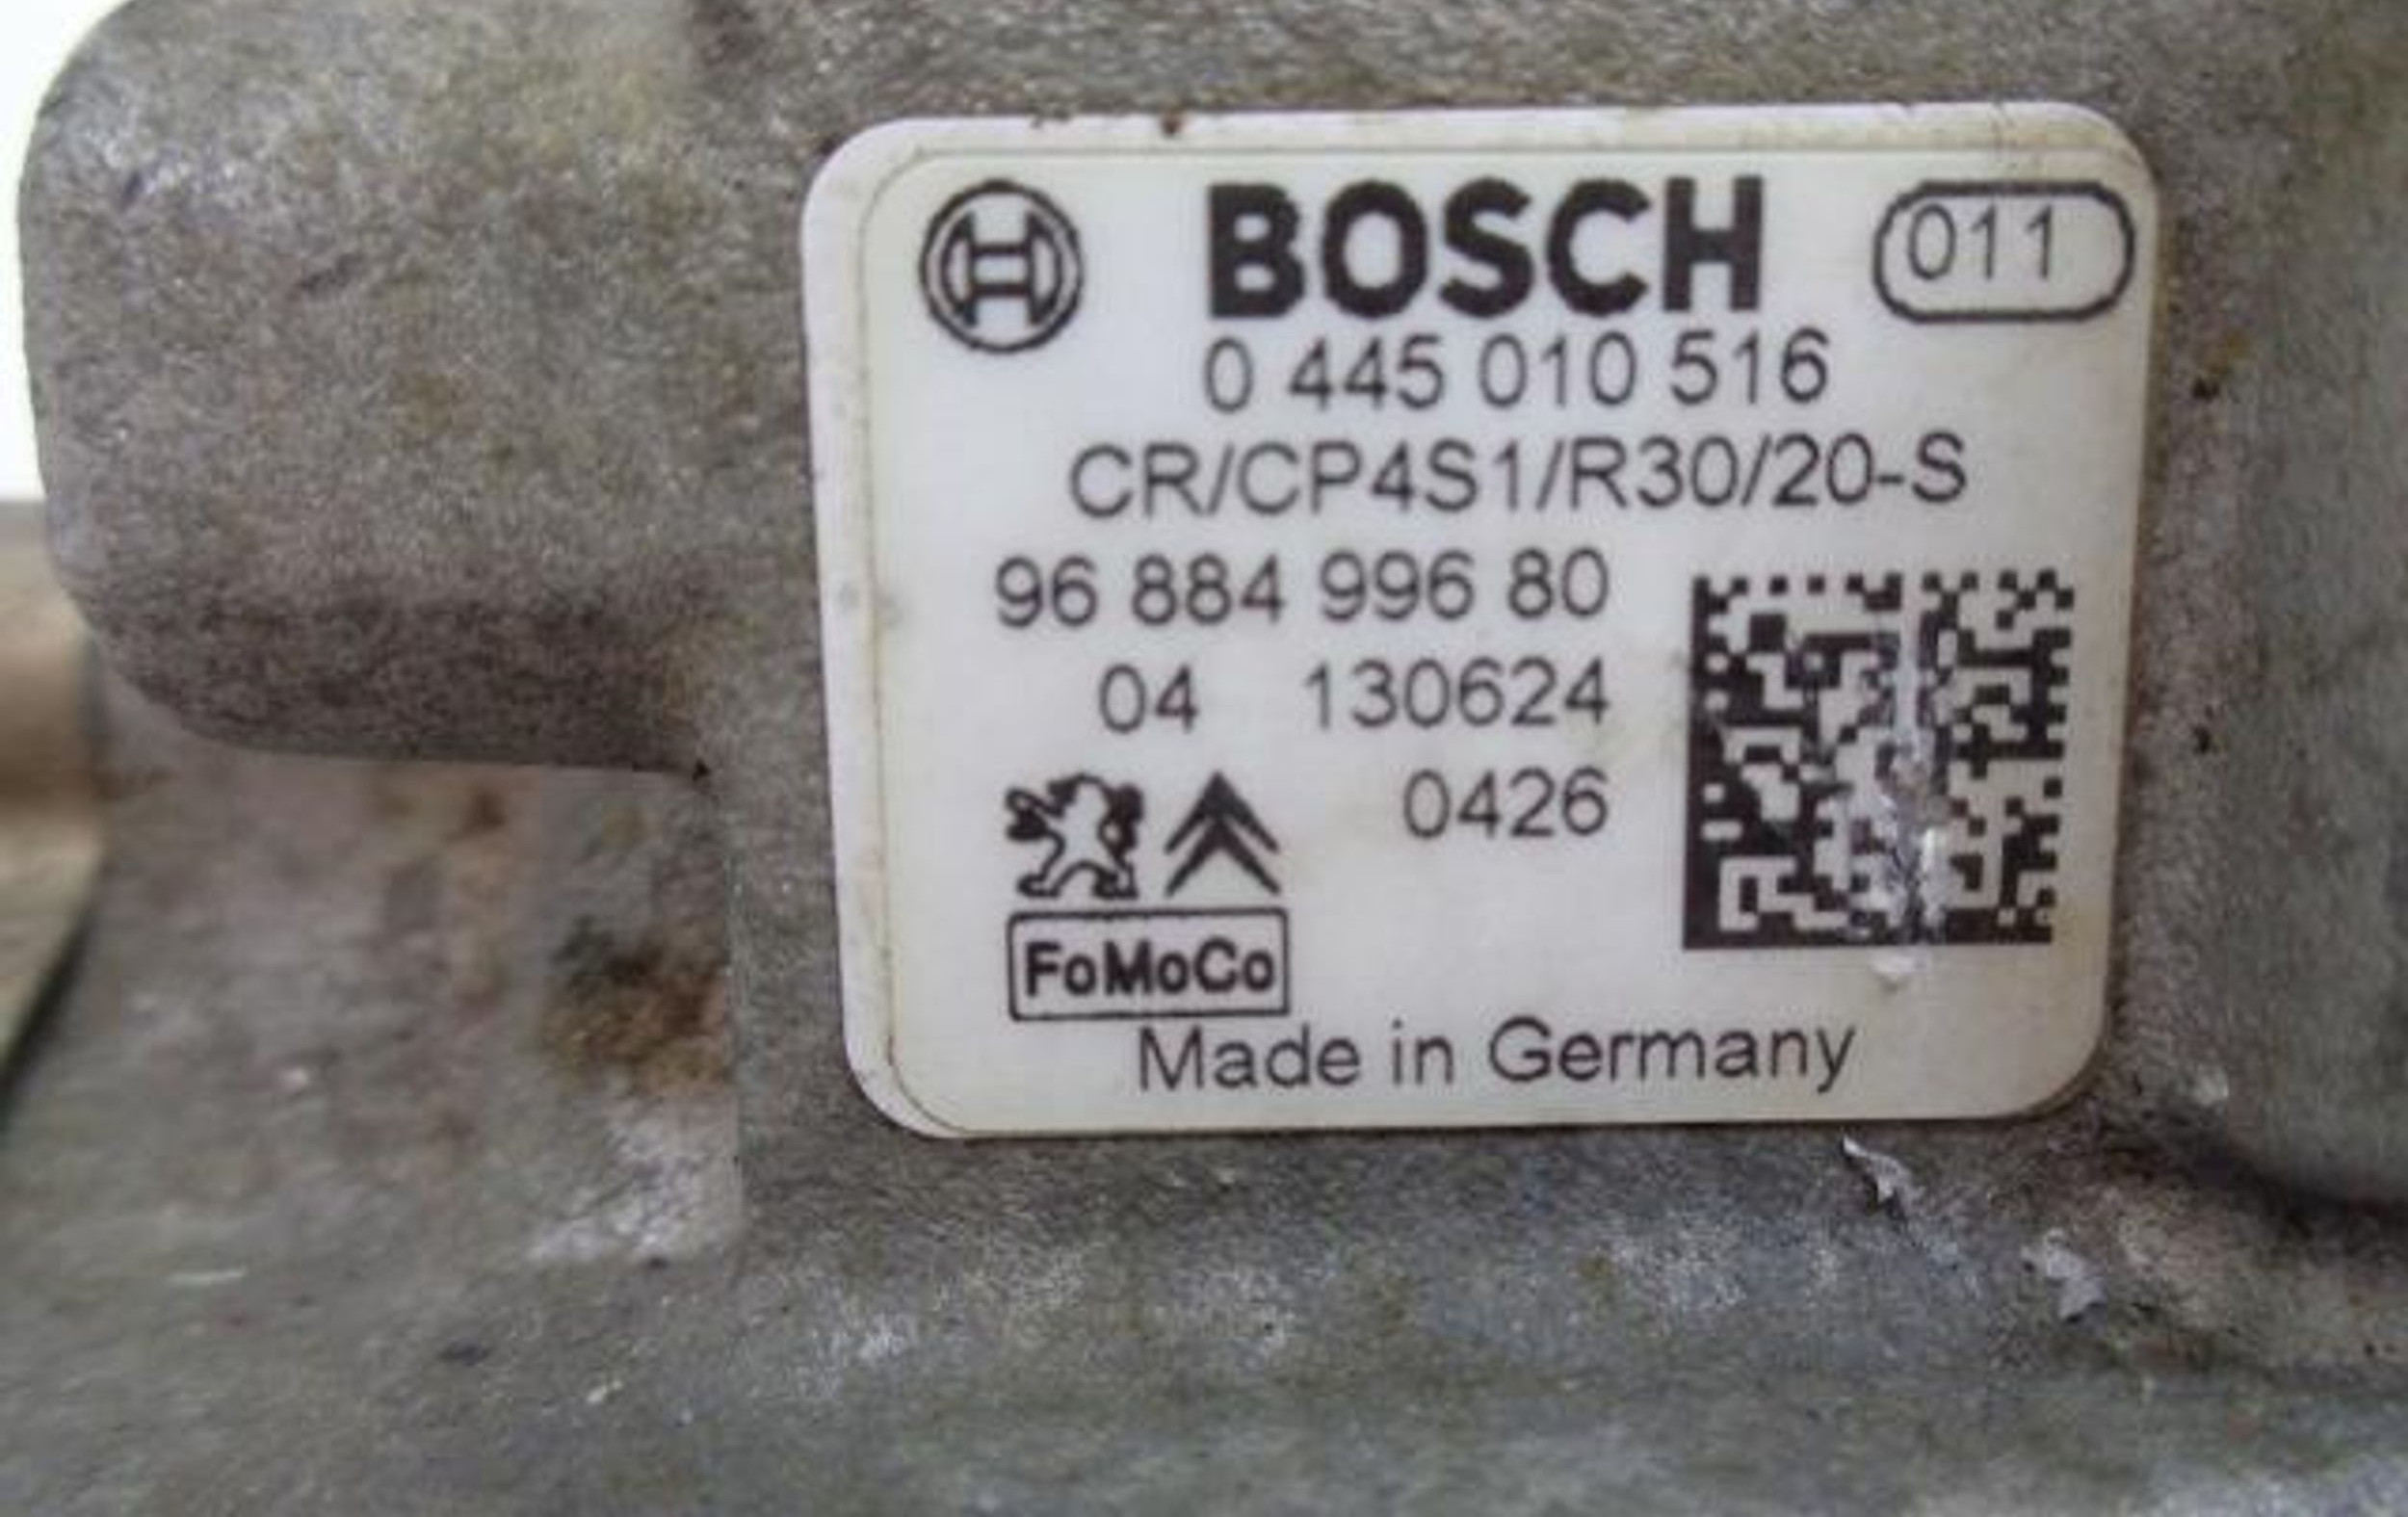 BOSCH 011
0 445 010 516
CR/CP4S1/R30/20-S
96 884 996 80
04 130624
0426
FoMoCo
Made in Germany